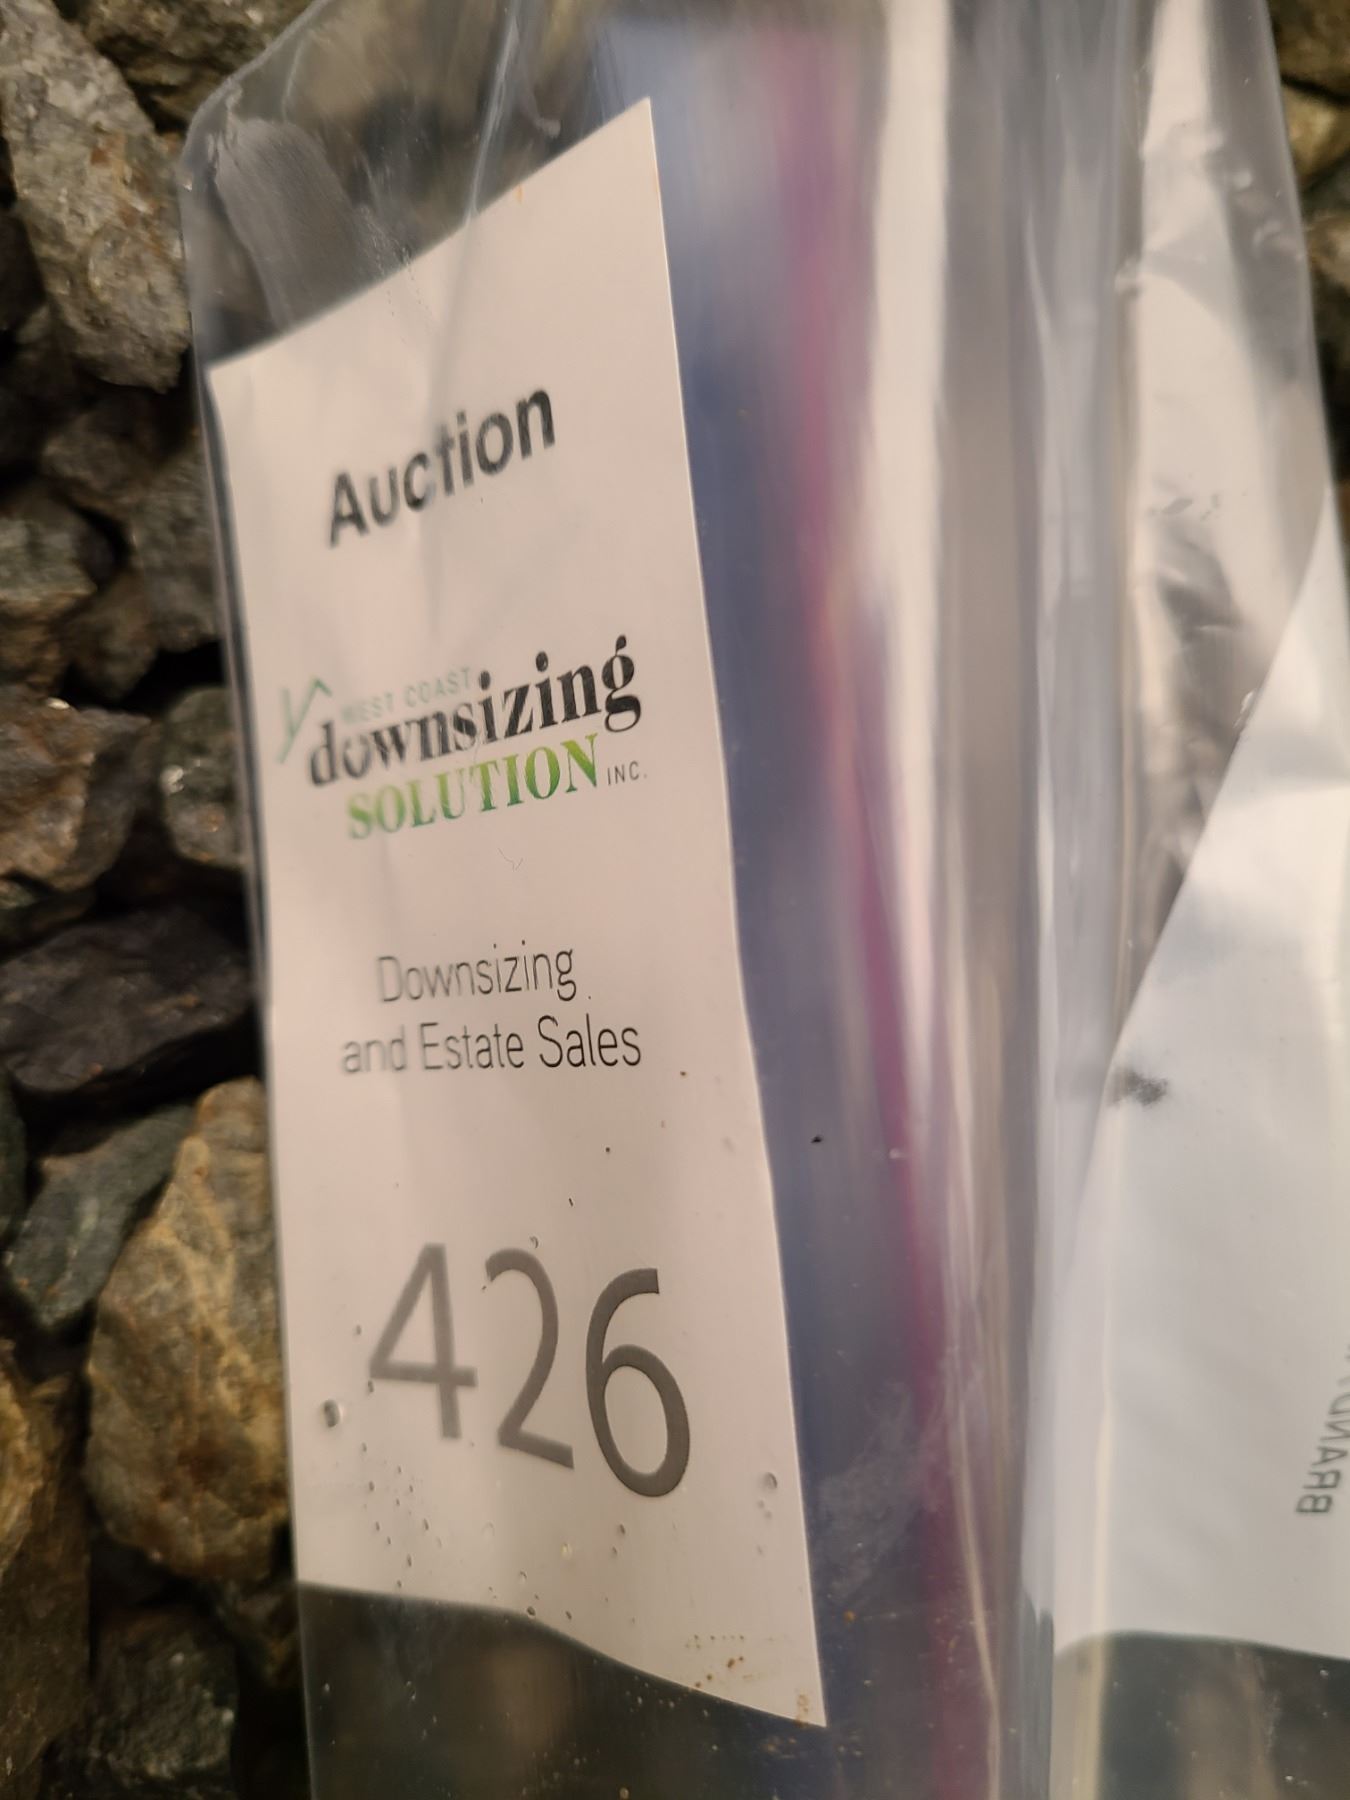 Auction
WEST COAST
downsizing
SOLUTION INC.
Downsizing
and Estate Sales
426